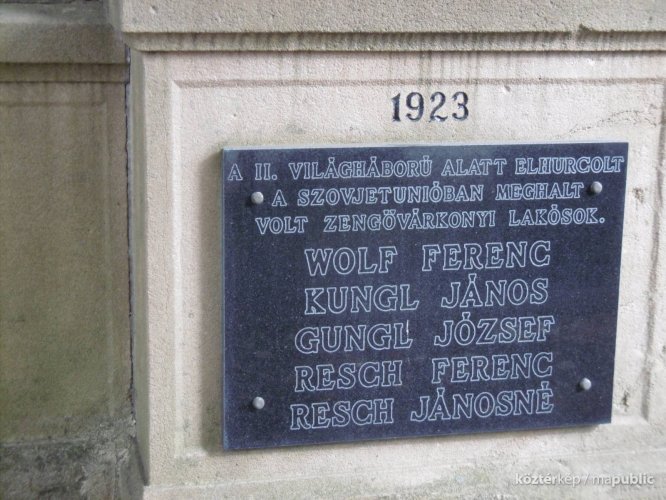 1923
A II. VILÁGHÁBORÚ ALATT ELHURCOLT
A SZOVJETUNIÓBAN MEGHALT
VOLT ZENGŐVÁRKONYI LAKÓSOK.
WOLF FERENC
KUNGL JÁNOS
GUNGL JÓZSEF
RESCH FERENC
RESCH JÁNOSNÉ
köztérkép / mapublic